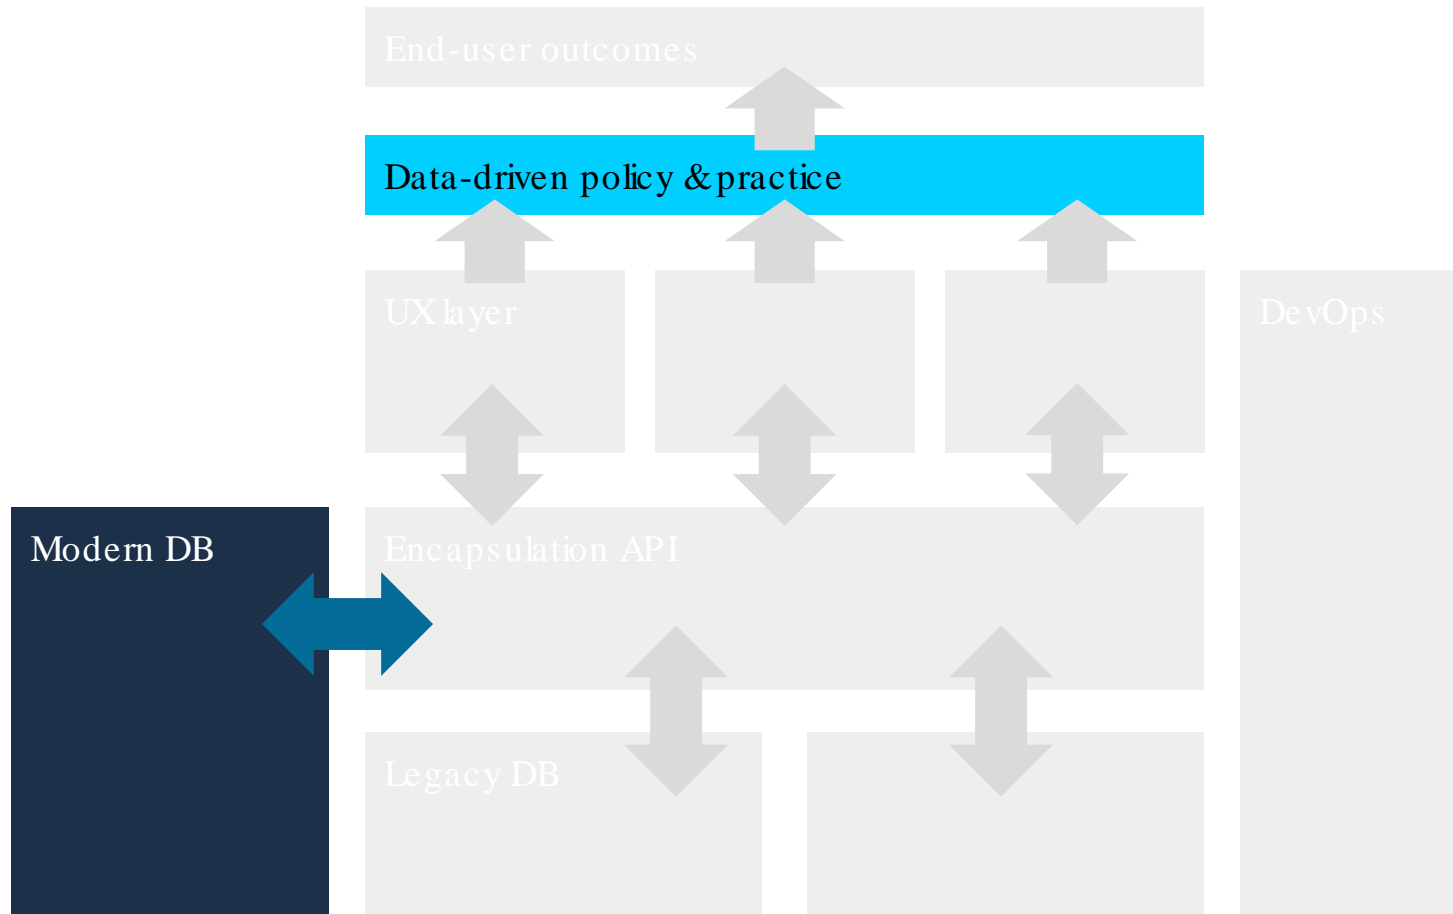 End-user outcomes
Data-driven policy & practice
UX layer
DevOps
Modern DB
Encapsulation API
Legacy DB